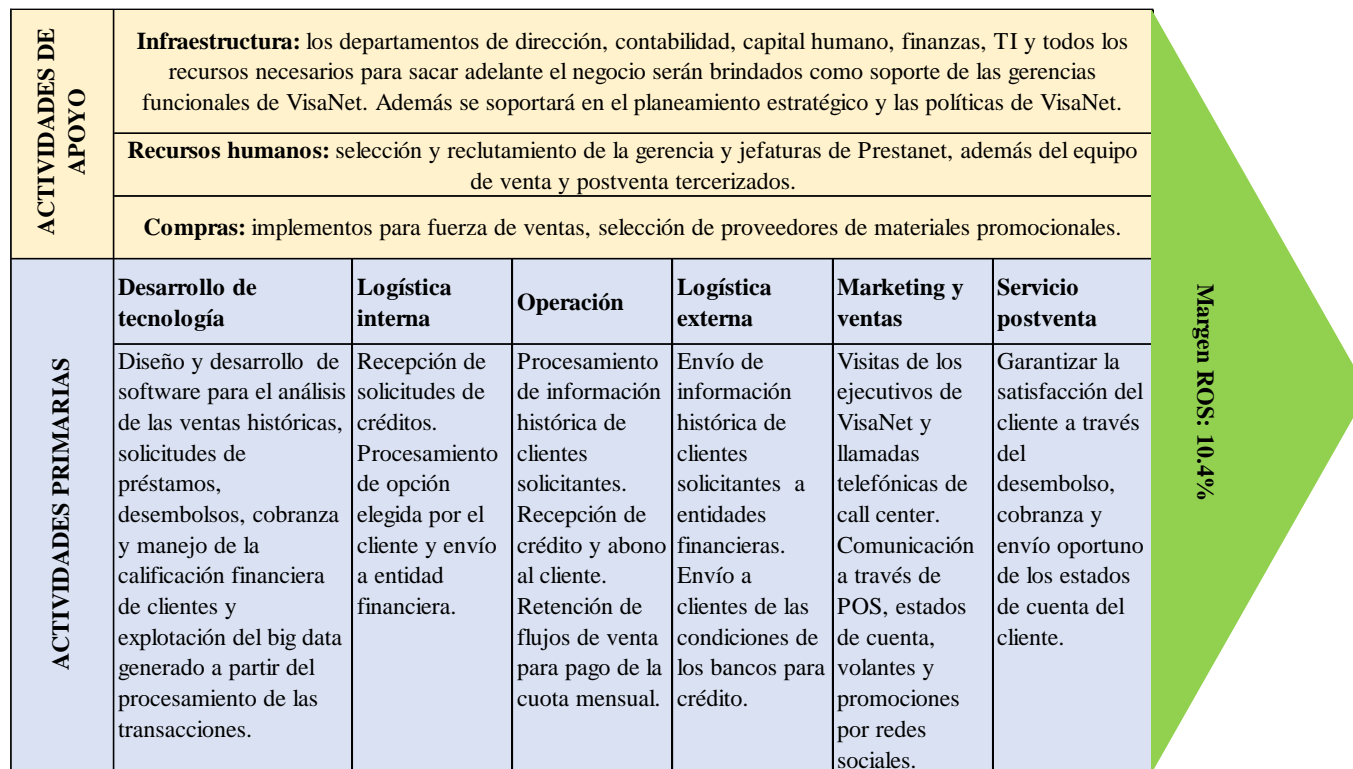 ACTIVIDADES DE
APOYO
Infraestructura: los departamentos de dirección, contabilidad, capital humano, finanzas, TI y todos los
recursos necesarios para sacar adelante el negocio serán brindados como soporte de las gerencias
funcionales de VisaNet. Además se soportará en el planeamiento estratégico y las políticas de VisaNet.
Recursos humanos: selección y reclutamiento de la gerencia y jefaturas de Prestanet, además del equipo
de venta y postventa tercerizados.
Compras: implementos para fuerza de ventas, selección de proveedores de materiales promocionales.
ACTIVIDADES PRIMARIAS
Desarrollo de
tecnología
Diseño y desarrollo de
software para el análisis
de las ventas históricas,
solicitudes de
préstamos,
desembolsos, cobranza
y manejo de la
calificación financiera
de clientes y
explotación del big data
generado a partir del
procesamiento de las
transacciones.
Logística
interna
Recepción de
solicitudes de
créditos.
Procesamiento
de opción
elegida por el
cliente y envío
a entidad
financiera.
Operación
Procesamiento
de información
histórica de
clientes
solicitantes.
Recepción de
crédito y abono
al cliente.
Retención de
flujos de venta
para pago de la
cuota mensual.
Logística
externa
Envío de
información
histórica de
clientes
solicitantes a
entidades
financieras.
Envío a
clientes de las
condiciones de
los bancos para
crédito.
Marketing y
ventas
Visitas de los
ejecutivos de
VisaNet y
llamadas
telefónicas de
call center.
Comunicación
a través de
POS, estados
de cuenta,
volantes y
promociones
por redes
sociales.
Servicio
postventa
Garantizar la
satisfacción del
cliente a través
del
desembolso,
cobranza y
envío oportuno
de los estados
de cuenta del
cliente.
Margen ROS: 10.4%